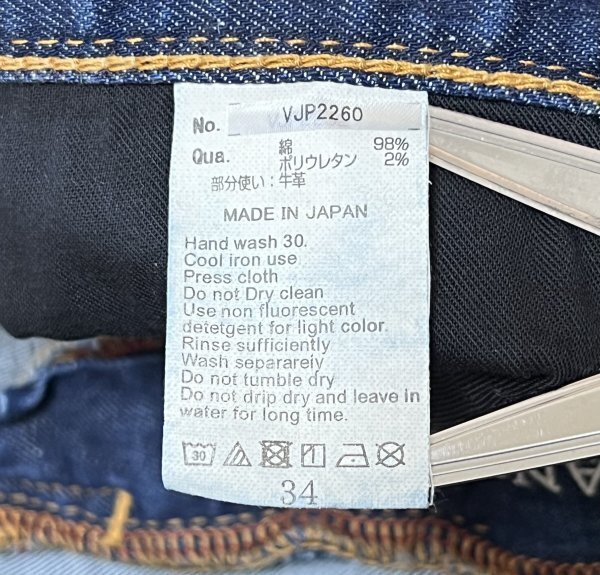 No. VJP2260
Qua. 綿 98%
ポリウレタン 2%
部分使い：牛革
MADE IN JAPAN
Hand wash 30.
Cool iron use
Press cloth
Do not Dry clean
Use non fluorescent
detetgent for light color.
Rinse sufficiently
Wash separarely
Do not tumble dry
Do not drip dry and leave in
water for long time.
30
34